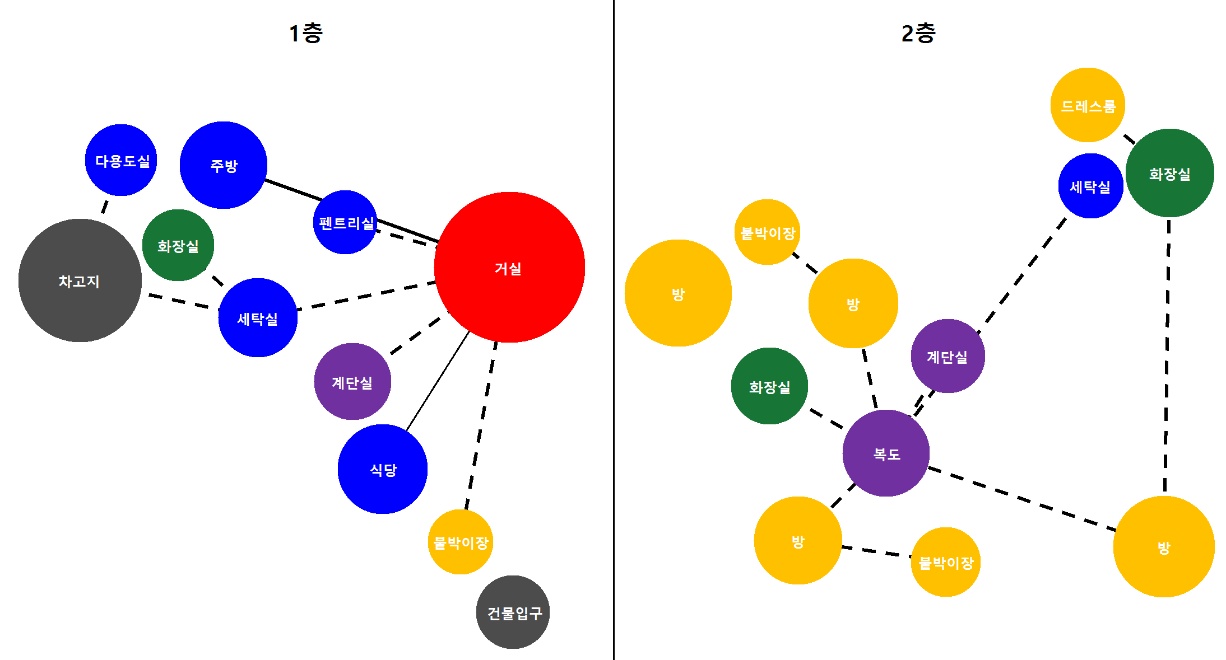 1층
2층
다용도실
주방
펜트리실
화장실
차고지
거실
세탁실
계단실
식당
붙박이장
건물입구
드레스룸
화장실
세탁실
붙박이장
방
방
계단실
화장실
복도
방
붙박이장
방